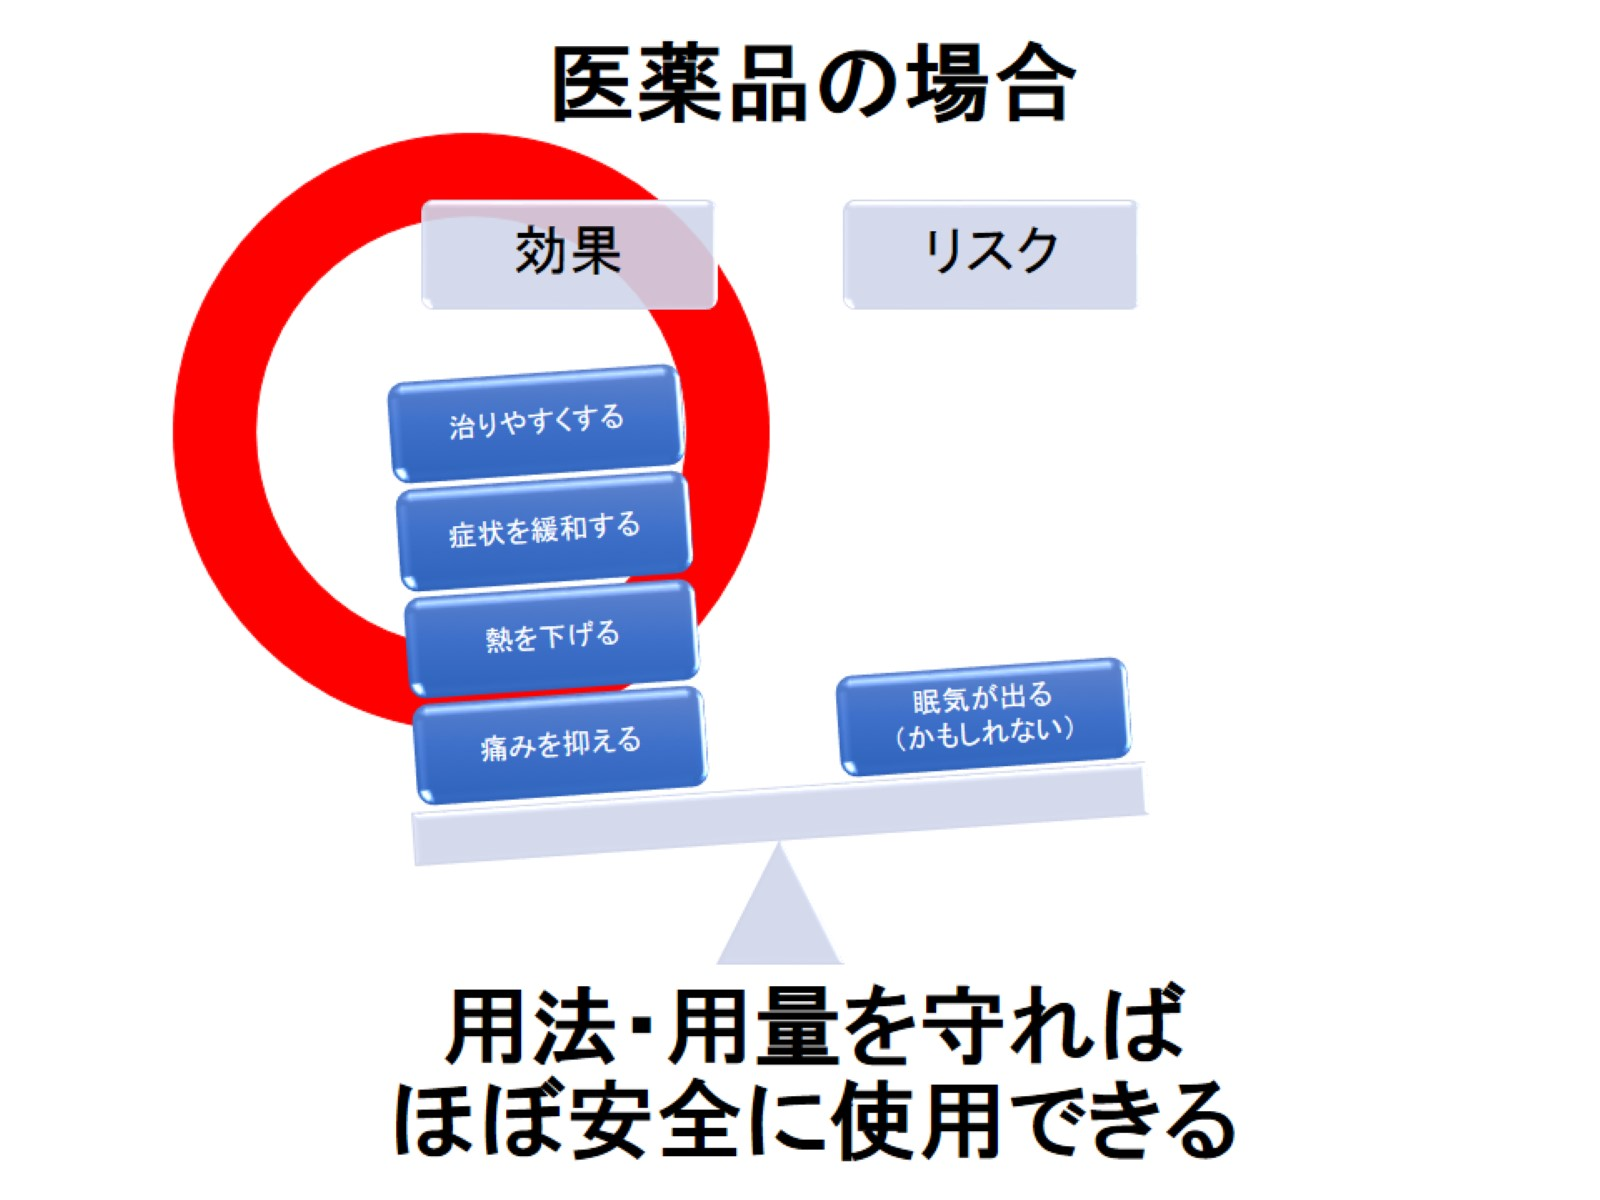 医薬品の場合
効果
リスク
治りやすくする
症状を緩和する
熱を下げる
痛みを抑える
眠気が出る
（かもしれない）
用法・用量を守れば
ほぼ安全に使用できる